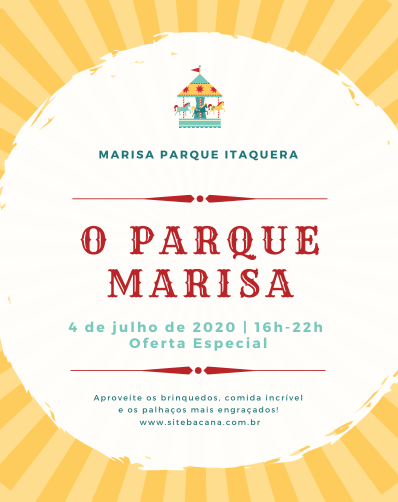 MARISA PARQUE ITAQUERA
O PARQUE
MARISA
4 de julho de 2020 | 16h-22h
Oferta Especial
Aproveite os brinquedos, comida incrível
e os palhaços mais engraçados!
www.sitebacana.com.br